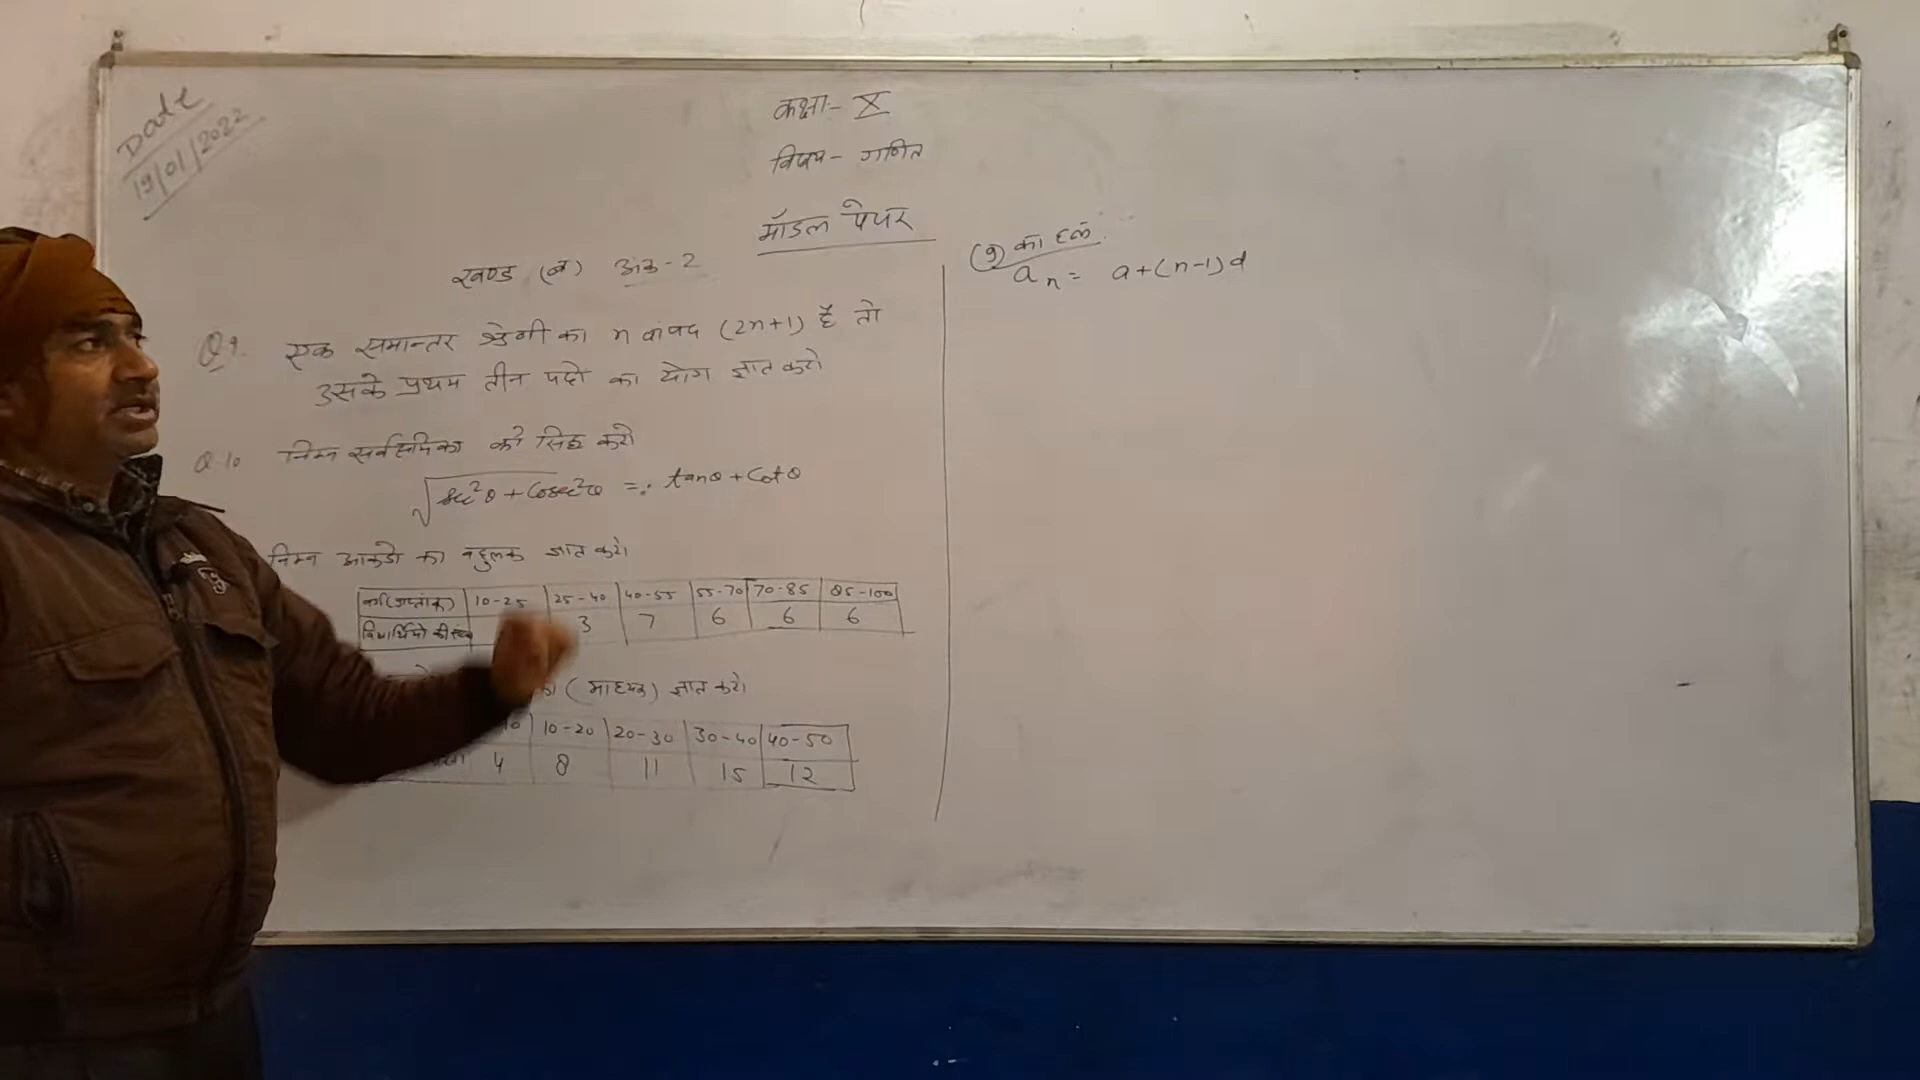 Date
19/01/2022
कक्षा- X
विषय- गणित
मॉडल पेपर
खण्ड (ब) अंक-2
Q9. एक समान्तर श्रेणी का n वां पद (2n+1) है तो
उसके प्रथम तीन पदो का योग ज्ञात करो
Q.10 निम्न सर्वसमिका को सिद्ध करो
√sec²θ + Cosec²θ = tanθ + Cotθ
निम्न आकडो का बहुलक ज्ञात करो
10-25 25-40 40-55 55-70 70-85 85-100
विधार्थियो की 3 7 6 6 6
(माध्यक) ज्ञात करो
10 10-20 20-30 30-40 40-50
4 8 11 15 12
(9) का हल
aₙ = a+(n-1)d